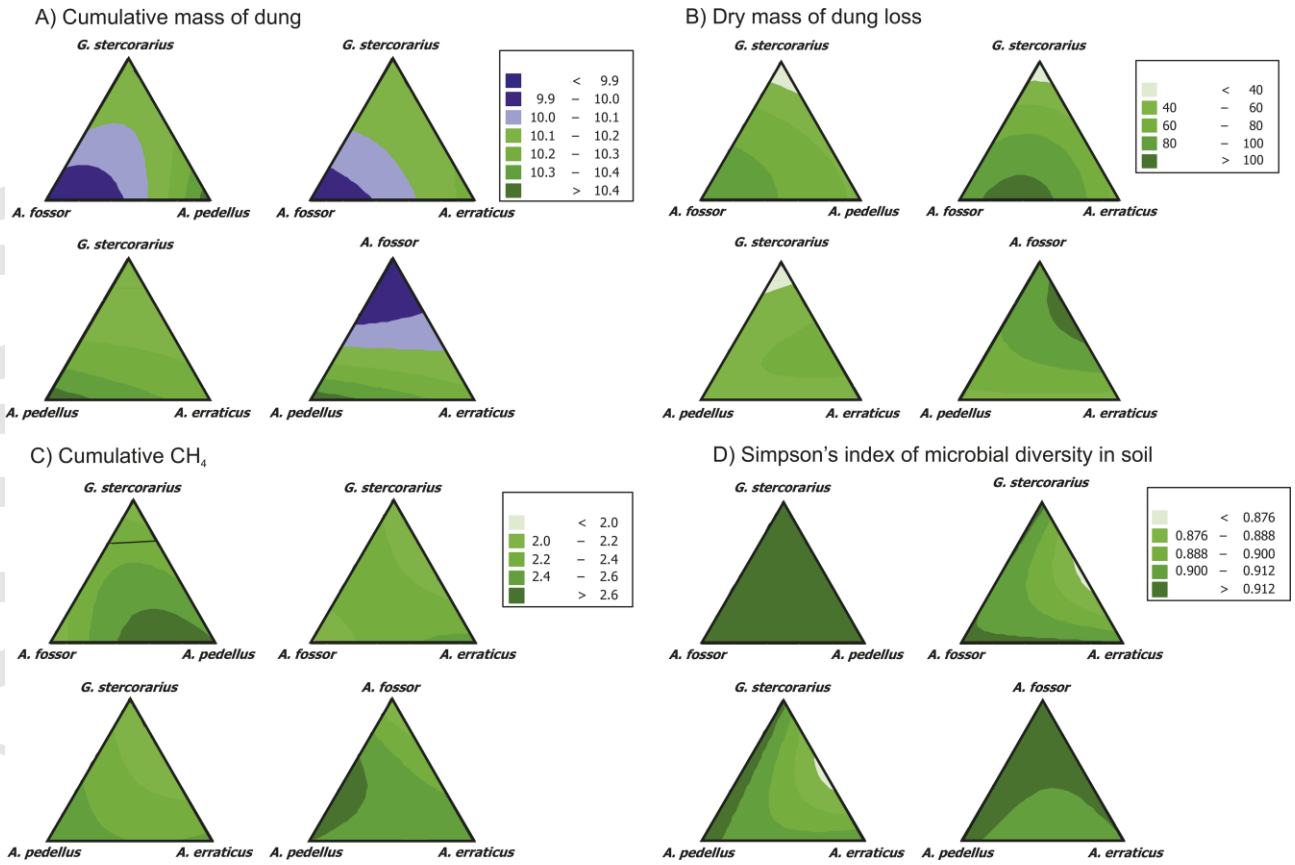 A) Cumulative mass of dung
G. stercorarius
G. stercorarius
< 9.9
9.9 – 10.0
10.0 – 10.1
10.1 – 10.2
10.2 – 10.3
10.3 – 10.4
> 10.4
A. fossor
A. pedellus
A. fossor
A. erraticus
G. stercorarius
A. fossor
A. pedellus
A. erraticus
A. pedellus
A. erraticus
B) Dry mass of dung loss
G. stercorarius
G. stercorarius
< 40
40 – 60
60 – 80
80 – 100
> 100
A. fossor
A. pedellus
A. fossor
A. erraticus
G. stercorarius
A. fossor
A. pedellus
A. erraticus
A. pedellus
A. erraticus
C) Cumulative CH₄
G. stercorarius
G. stercorarius
< 2.0
2.0 – 2.2
2.2 – 2.4
2.4 – 2.6
> 2.6
A. fossor
A. pedellus
A. fossor
A. erraticus
G. stercorarius
A. fossor
A. pedellus
A. erraticus
A. pedellus
A. erraticus
D) Simpson's index of microbial diversity in soil
G. stercorarius
G. stercorarius
< 0.876
0.876 – 0.888
0.888 – 0.900
0.900 – 0.912
> 0.912
A. fossor
A. pedellus
A. fossor
A. erraticus
G. stercorarius
A. fossor
A. pedellus
A. erraticus
A. pedellus
A. erraticus